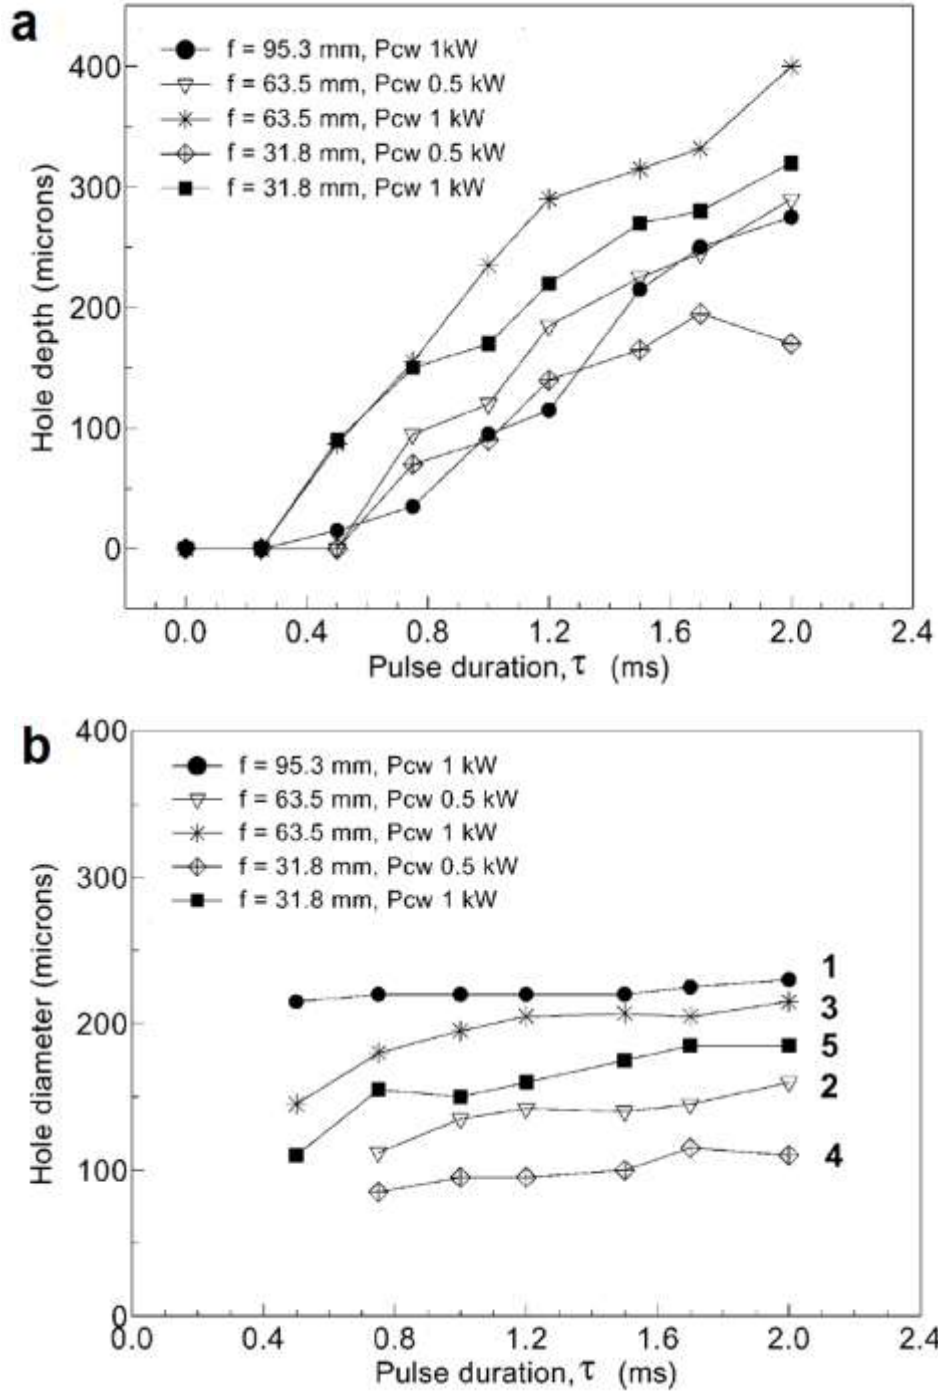 a
f = 95.3 mm, Pcw 1kW
f = 63.5 mm, Pcw 0.5 kW
f = 63.5 mm, Pcw 1 kW
f = 31.8 mm, Pcw 0.5 kW
f = 31.8 mm, Pcw 1 kW
Hole depth (microns)
400
300
200
100
0
0.0 0.4 0.8 1.2 1.6 2.0 2.4
Pulse duration, τ (ms)
b
f = 95.3 mm, Pcw 1 kW
f = 63.5 mm, Pcw 0.5 kW
f = 63.5 mm, Pcw 1 kW
f = 31.8 mm, Pcw 0.5 kW
f = 31.8 mm, Pcw 1 kW
Hole diameter (microns)
400
300
200
100
0
1
3
5
2
4
0.0 0.4 0.8 1.2 1.6 2.0 2.4
Pulse duration, τ (ms)